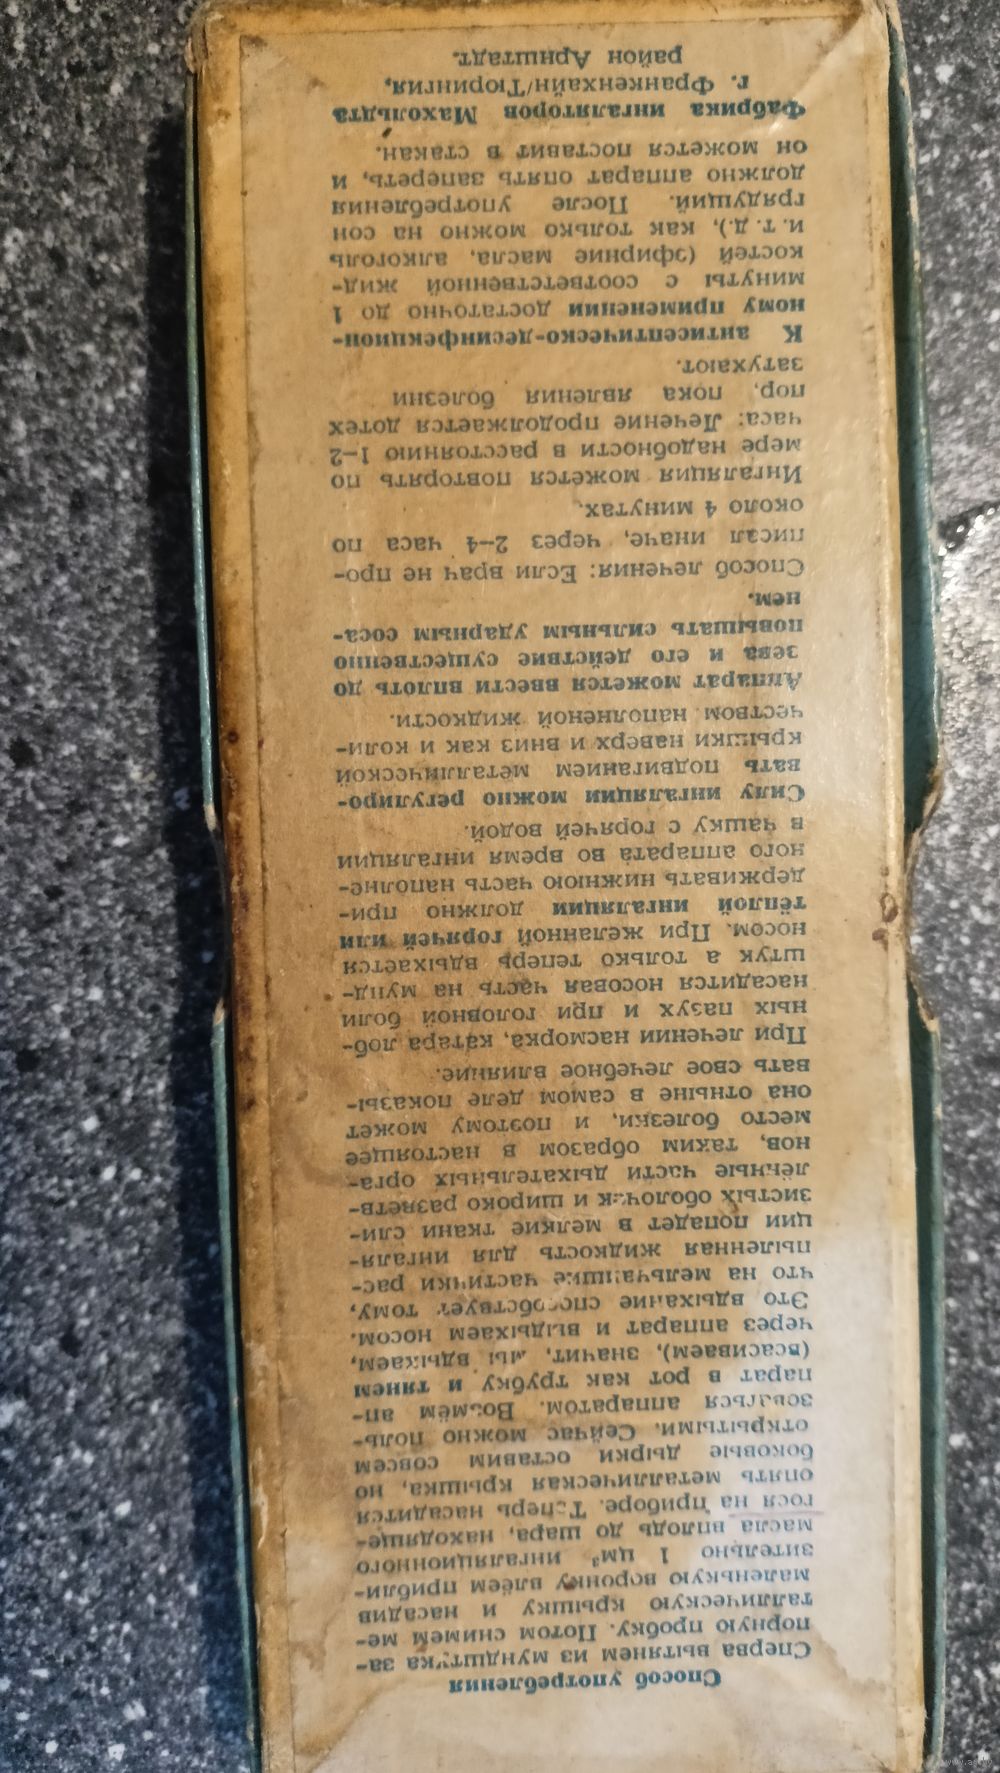 Способ употребления
Сперва вытянем из мундштука за-
порную пробку. Потом снимем ме-
таллическую крышку и насадив
маленькую воронку влёем прибли-
зительно 1 цм³ ингаляционного
масла вплодь до шара, находяще-
гося на приборе. Теперь насадится
опять металлическая крышка, но
боковые дырки оставим совсем
открытыми. Сейчас можно поль-
зоваться аппаратом. Возмём ап-
парат в рот как трубку и тянем
(всасиваем), значит, мы вдыхаем,
через аппарат и выдыхаем носом.
Это вдыхание способствует тому,
что на мельчайшие частички рас-
пыленная жидкость для ингаля-
ции попадет в мелкие ткани сли-
зистых оболочек и широко разветв-
лённые части дыхательных орга-
нов, таким образом в настоящее
место болезки, и поэтому может
она отныне в самом деле показы-
вать свое лечебное влияние.
При лечении насморка, катара лоб-
ных пазух и при головной боли
насадится носовая часть на мунд-
штук а только теперь вдыхается
носом. При желанной горячей или
тёплой ингаляции должно при-
держивать нижнюю часть наполне-
ного аппарата во время ингаляции
в чашку с горячей водой.
Силу ингаляции можно регулиро-
вать подвиганием металлической
крышки наверх и вниз как и коли-
чеством наполненой жидкости.
Аппарат можется ввести вплоть до
зева и его действие существенно
повышать сильным ударным соса-
нем.
Способ лечения: Если врач не про-
писал иначе, через 2–4 часа по
около 4 минутах.
Ингаляция можется повторять по
мере надобности в расстоянию 1–2
часа: Лечение продолжается дотех
пор, пока явления болезни
затухают.
К антисептическо-десинфекцион-
ному применении достаточно до 1
минуты с соответственной жид-
костей (эфирние масла, алкоголь
и. т. д.), как только можно на сон
грядущий. После употребления
должно аппарат опять запереть, и
он можется поставит в стакан.
Фабрика ингаляторов Махольдта
г. Франкенхайн/Тюрингия,
район Арнштадт.